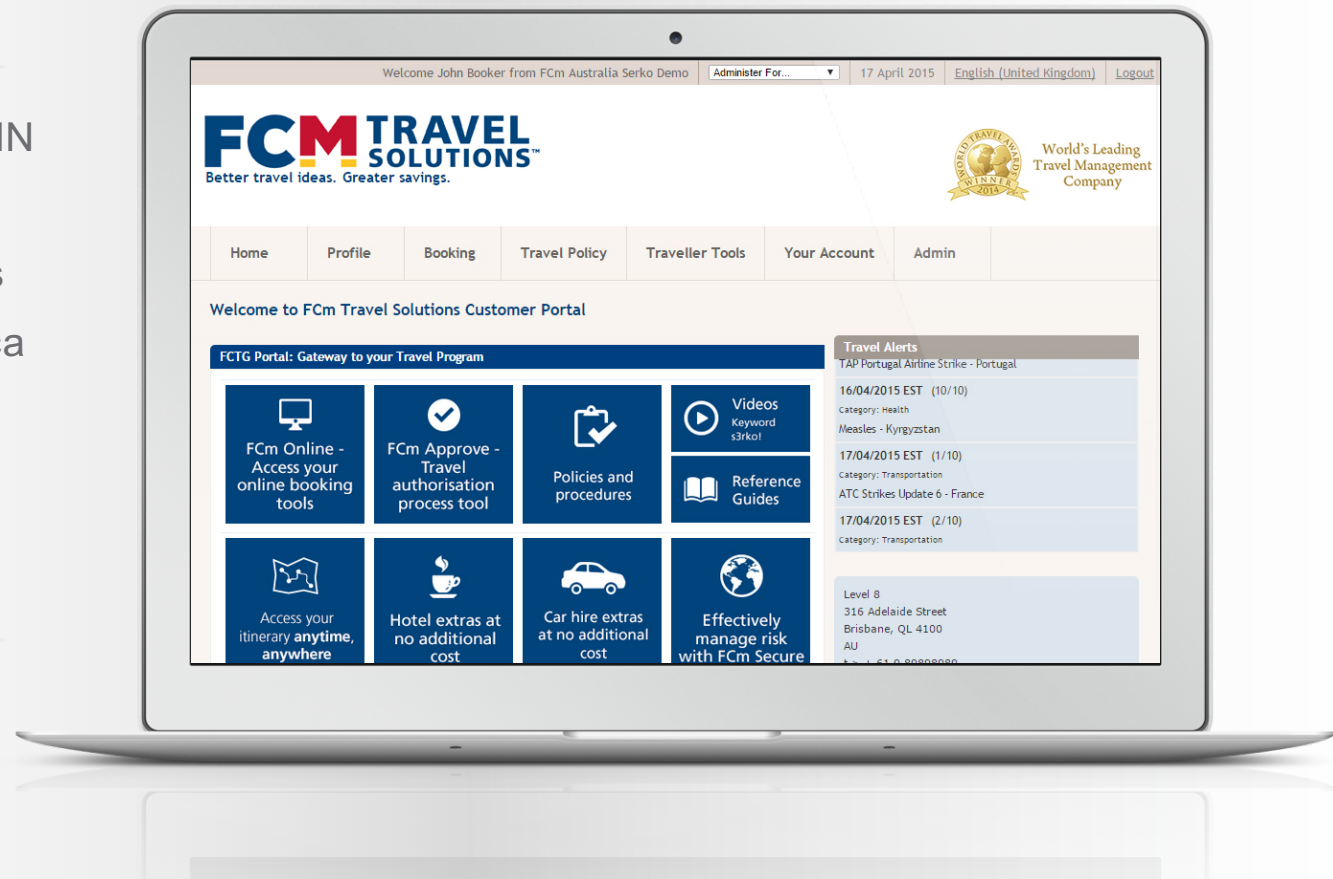 IN
s
ca
Welcome John Booker from FCm Australia Serko Demo Administer For... 17 April 2015 English (United Kingdom) Logout
FCM TRAVEL
SOLUTIONS™
Better travel ideas. Greater savings.
WORLD TRAVEL AWARDS
WINNER
2014
World's Leading
Travel Management
Company
Home Profile Booking Travel Policy Traveller Tools Your Account Admin
Welcome to FCm Travel Solutions Customer Portal
FCTG Portal: Gateway to your Travel Program
FCm Online -
Access your
online booking
tools
FCm Approve -
Travel
authorisation
process tool
Policies and
procedures
Videos
Keyword
s3rko!
Reference
Guides
Access your
itinerary anytime,
anywhere
Hotel extras at
no additional
cost
Car hire extras
at no additional
cost
Effectively
manage risk
with FCm Secure
Travel Alerts
TAP Portugal Airline Strike - Portugal
16/04/2015 EST (10/10)
Category: Health
Measles - Kyrgyzstan
17/04/2015 EST (1/10)
Category: Transportation
ATC Strikes Update 6 - France
17/04/2015 EST (2/10)
Category: Transportation
Level 8
316 Adelaide Street
Brisbane, QL 4100
AU